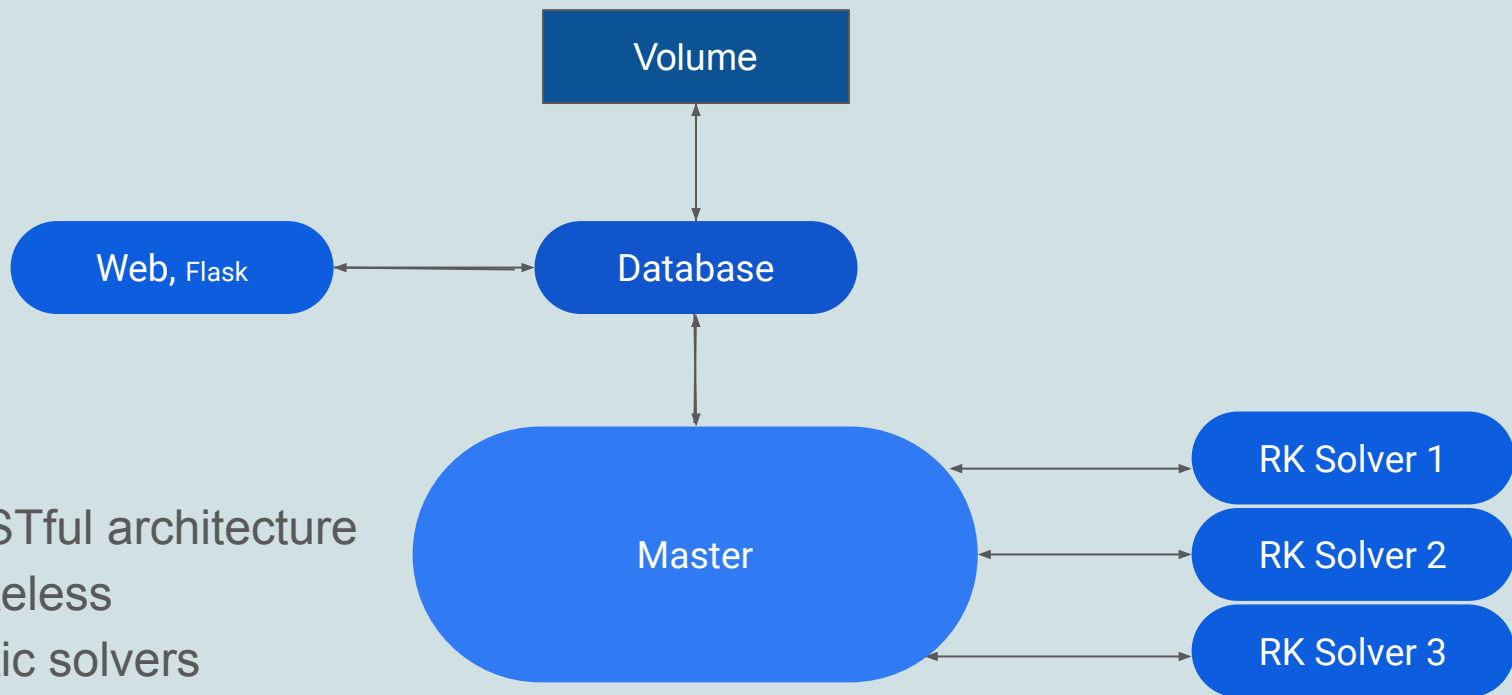 Volume
Web, Flask
Database
STful architecture
Master
eless
ic solvers
RK Solver 1
RK Solver 2
RK Solver 3